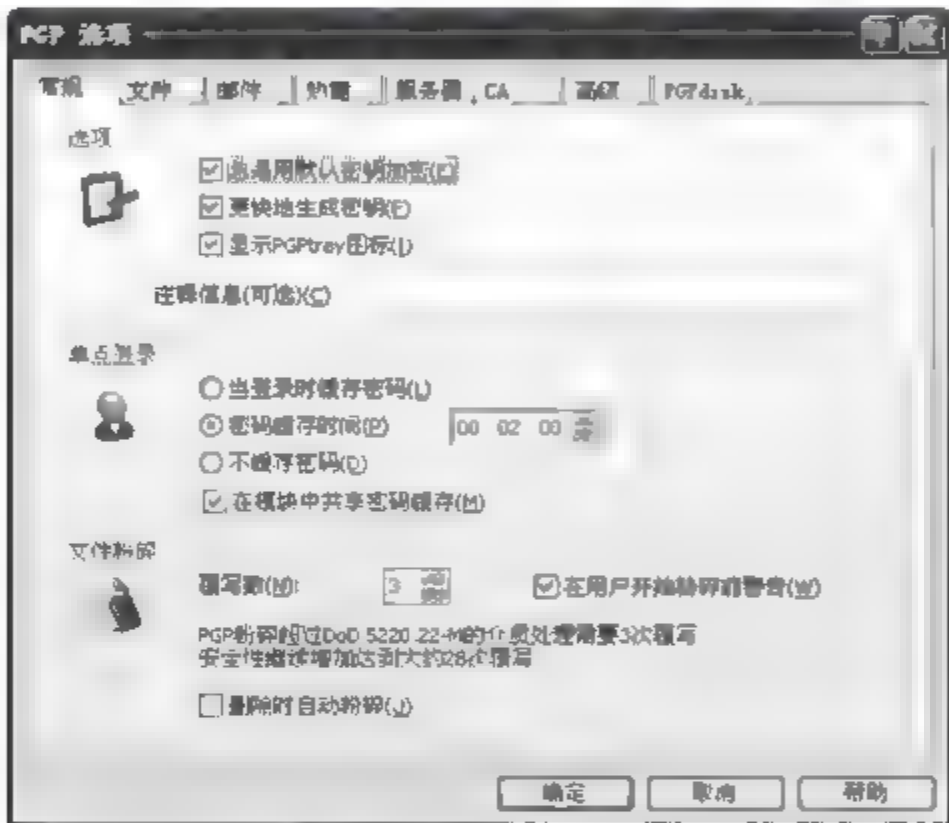 PGP 选项
常规 文件 邮件 热键 服务器 CA 高级 PGPdisk
选项
总是用默认密钥加密(E)
更快地生成密钥(F)
显示PGPtray图标(I)
注释信息(可选)(C)
单点登录
当登录时缓存密码(L)
密码缓存时间(P) 00 02 00
不缓存密码(D)
在模块中共享密码缓存(M)
文件粉碎
覆写数(N): 3 在用户开始粉碎前警告(W)
PGP粉碎超过DoD 5220.22-M的介质处理需要3次覆写
安全性继续增加达到大约28次覆写
删除时自动粉碎(J)
确定 取消 帮助